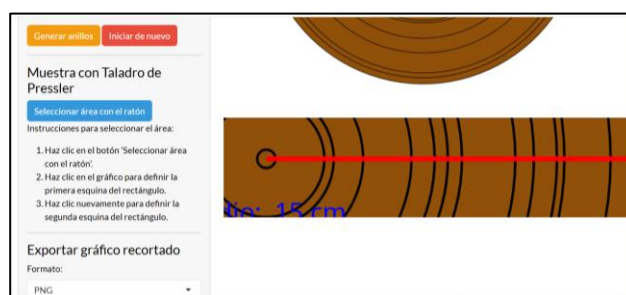 Generar anillos Iniciar de nuevo
Muestra con Taladro de
Pressler
Seleccionar área con el ratón
Instrucciones para seleccionar el área:
1. Haz clic en el botón 'Seleccionar área
con el ratón'.
2. Haz clic en el gráfico para definir la
primera esquina del rectángulo.
3. Haz clic nuevamente para definir la
segunda esquina del rectángulo.
dio: 15 cm
Exportar gráfico recortado
Formato:
PNG